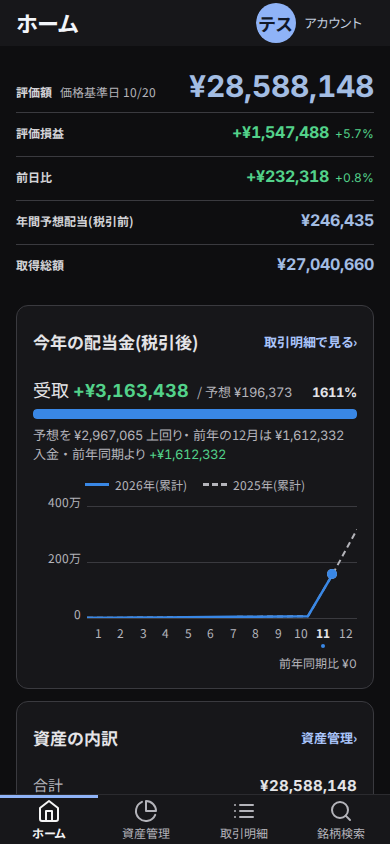 ホーム テス アカウント
評価額 価格基準日 10/20 ¥28,588,148
評価損益 +¥1,547,488 +5.7%
前日比 +¥232,318 +0.8%
年間予想配当(税引前) ¥246,435
取得総額 ¥27,040,660
今年の配当金(税引後) 取引明細で見る›
受取 +¥3,163,438 / 予想 ¥196,373 1611%
予想を ¥2,967,065 上回り・前年の12月は ¥1,612,332
入金・前年同期より +¥1,612,332
2026年(累計) 2025年(累計)
400万
200万
0
1 2 3 4 5 6 7 8 9 10 11 12
前年同期比 ¥0
資産の内訳 資産管理›
合計 ¥28,588,148
ホーム 資産管理 取引明細 銘柄検索